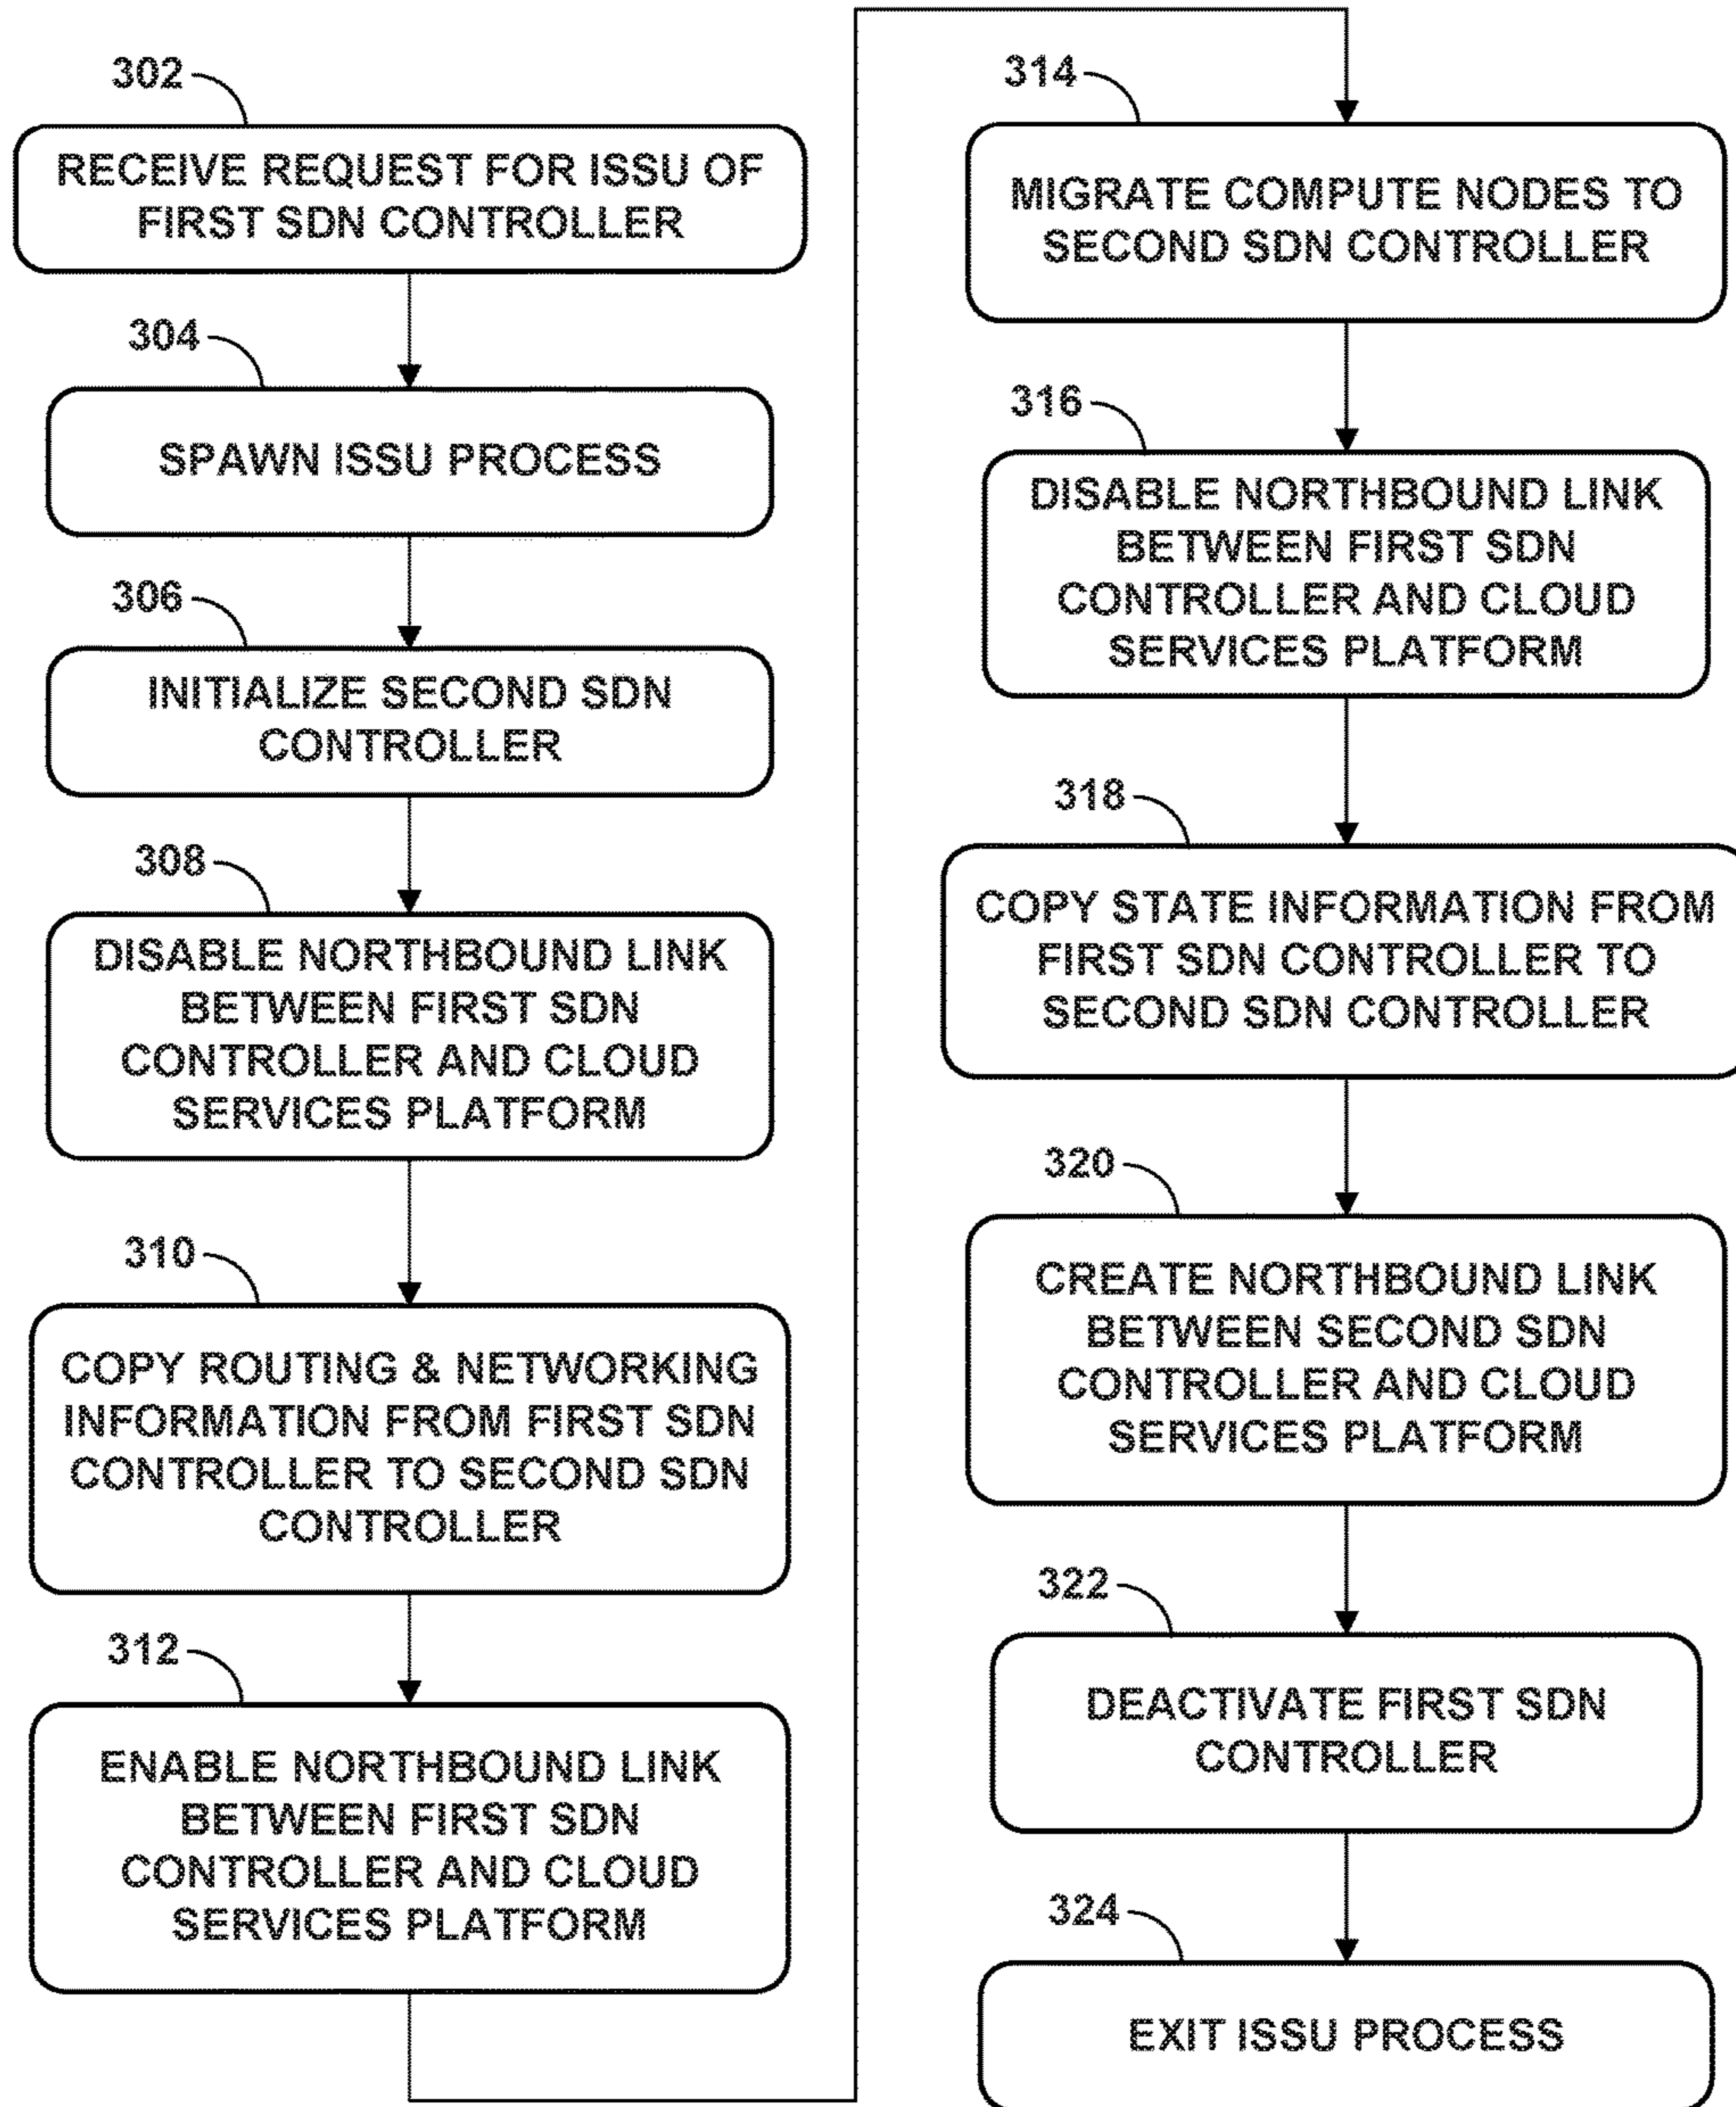 302
RECEIVE REQUEST FOR ISSU OF
FIRST SDN CONTROLLER
304
SPAWN ISSU PROCESS
306
INITIALIZE SECOND SDN
CONTROLLER
308
DISABLE NORTHBOUND LINK
BETWEEN FIRST SDN
CONTROLLER AND CLOUD
SERVICES PLATFORM
310
COPY ROUTING & NETWORKING
INFORMATION FROM FIRST SDN
CONTROLLER TO SECOND SDN
CONTROLLER
312
ENABLE NORTHBOUND LINK
BETWEEN FIRST SDN
CONTROLLER AND CLOUD
SERVICES PLATFORM
314
MIGRATE COMPUTE NODES TO
SECOND SDN CONTROLLER
316
DISABLE NORTHBOUND LINK
BETWEEN FIRST SDN
CONTROLLER AND CLOUD
SERVICES PLATFORM
318
COPY STATE INFORMATION FROM
FIRST SDN CONTROLLER TO
SECOND SDN CONTROLLER
320
CREATE NORTHBOUND LINK
BETWEEN SECOND SDN
CONTROLLER AND CLOUD
SERVICES PLATFORM
322
DEACTIVATE FIRST SDN
CONTROLLER
324
EXIT ISSU PROCESS